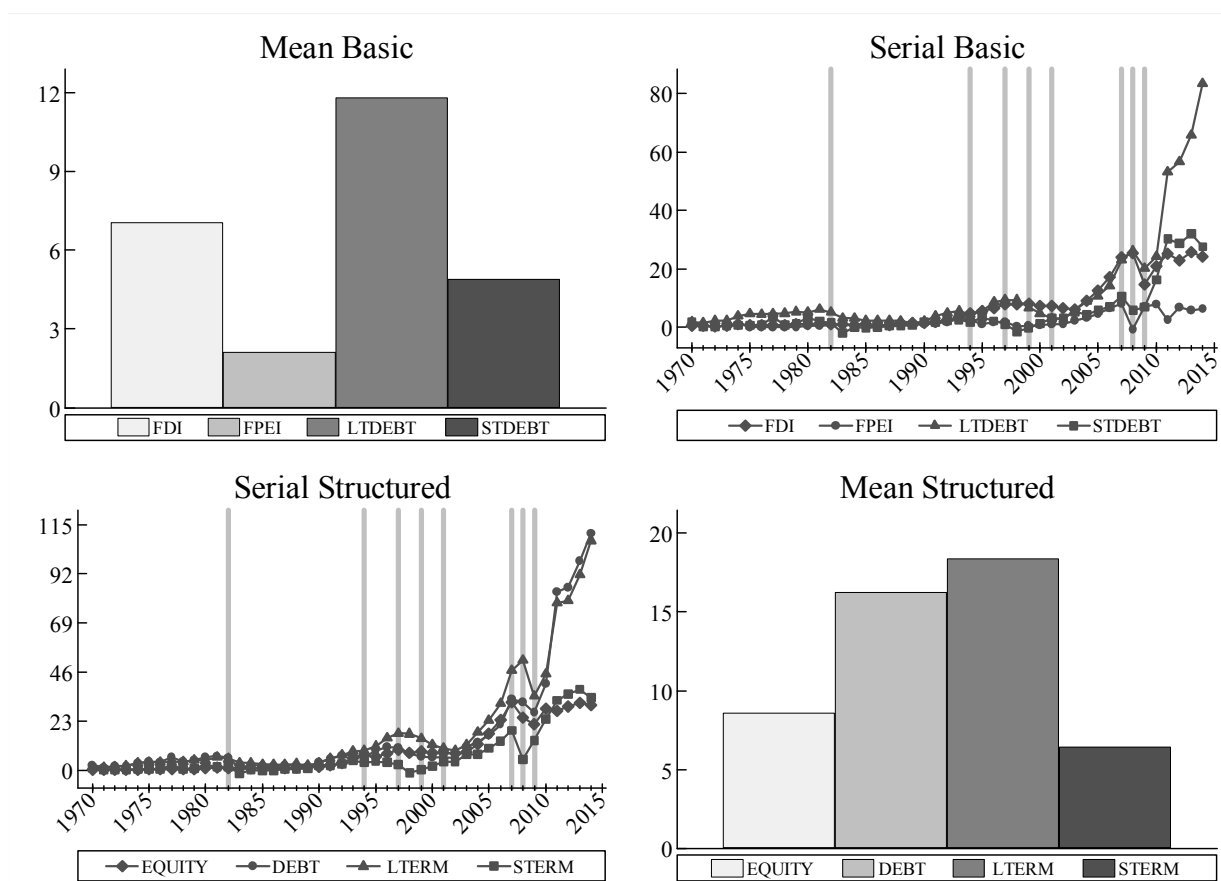 Mean Basic
12
9
6
3
0
FDI FPEI LTDEBT STDEBT
Serial Basic
80
60
40
20
0
1970 1975 1980 1985 1990 1995 2000 2005 2010 2015
FDI FPEI LTDEBT STDEBT
Serial Structured
115
92
69
46
23
0
1970 1975 1980 1985 1990 1995 2000 2005 2010 2015
EQUITY DEBT LTERM STERM
Mean Structured
20
15
10
5
0
EQUITY DEBT LTERM STERM